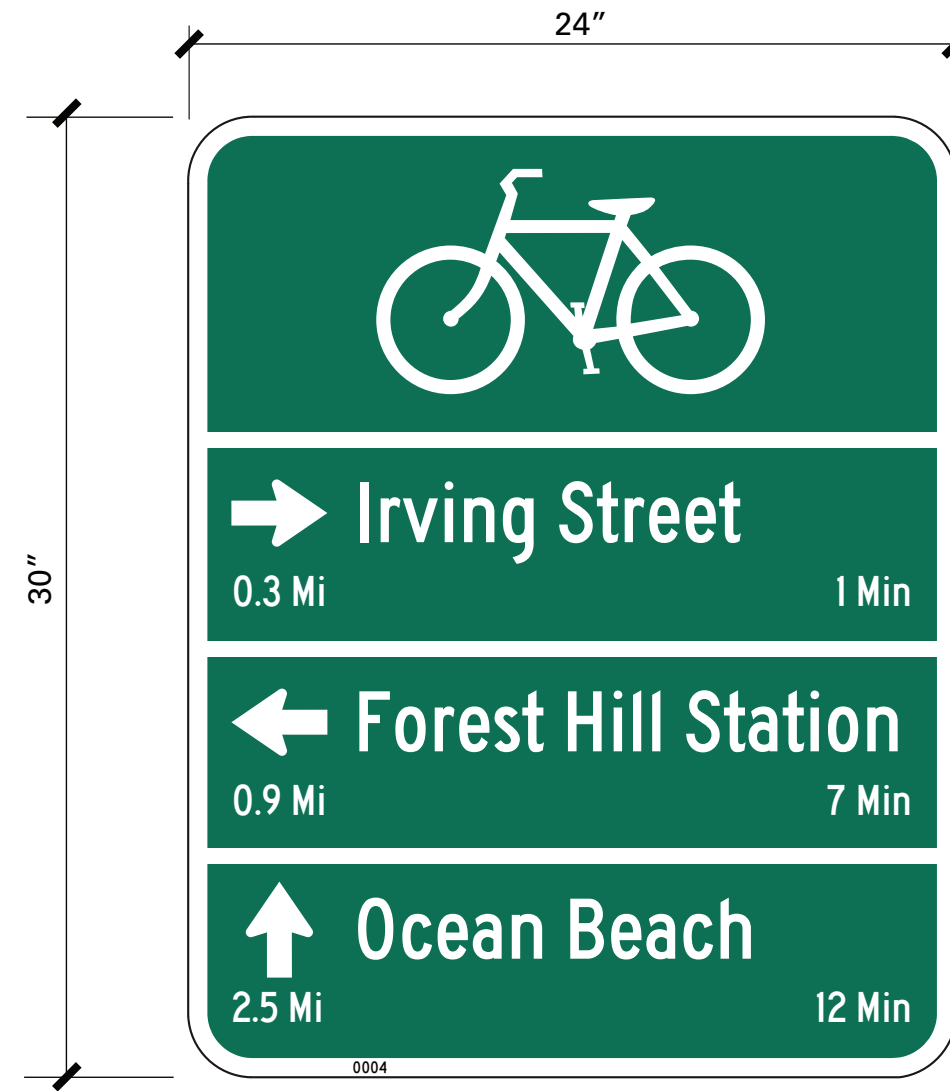 24”
30”
Irving Street
0.3 Mi 1 Min
Forest Hill Station
0.9 Mi 7 Min
Ocean Beach
2.5 Mi 12 Min
0004